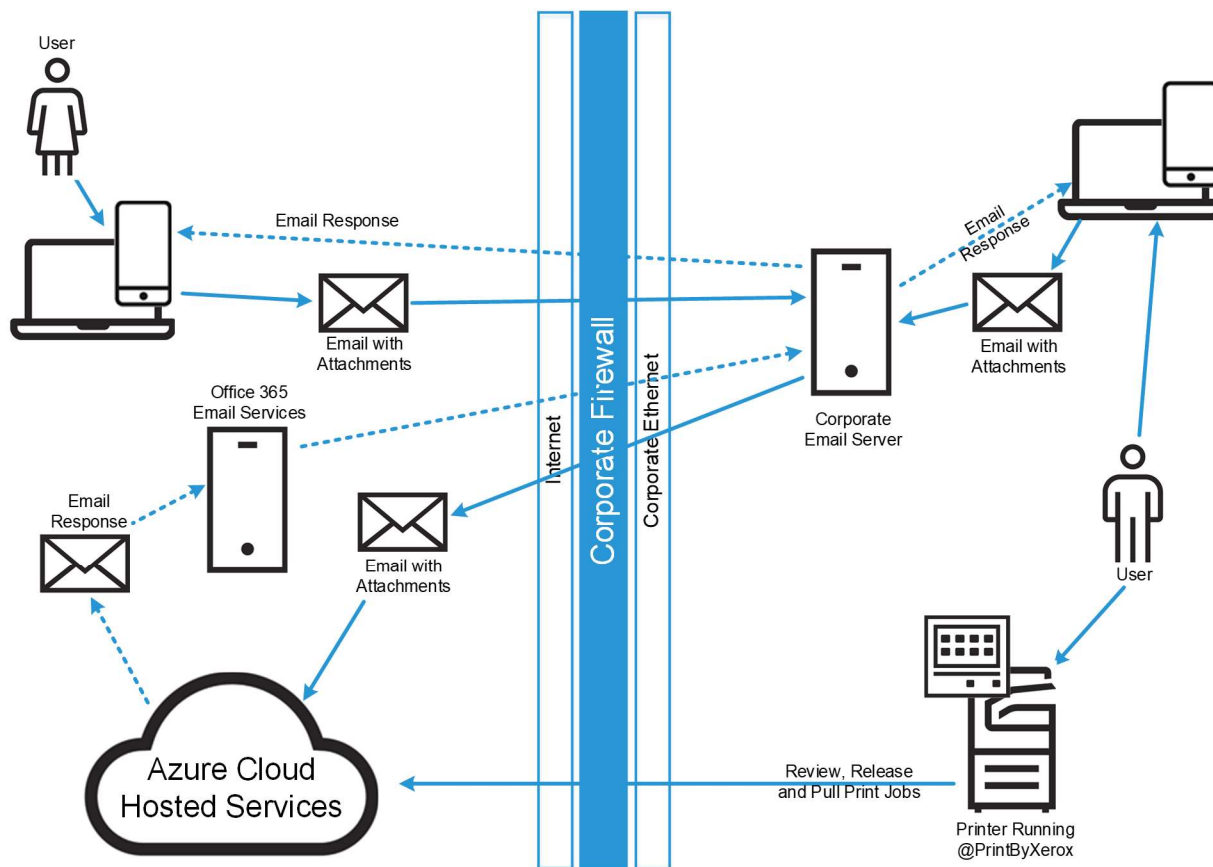 User
Email Response
Email with
Attachments
Office 365
Email Services
Email
Response
Email with
Attachments
Azure Cloud
Hosted Services
Internet
Corporate Firewall
Corporate Ethernet
Email
Response
Email with
Attachments
Corporate
Email Server
User
Review, Release
and Pull Print Jobs
Printer Running
@PrintByXerox